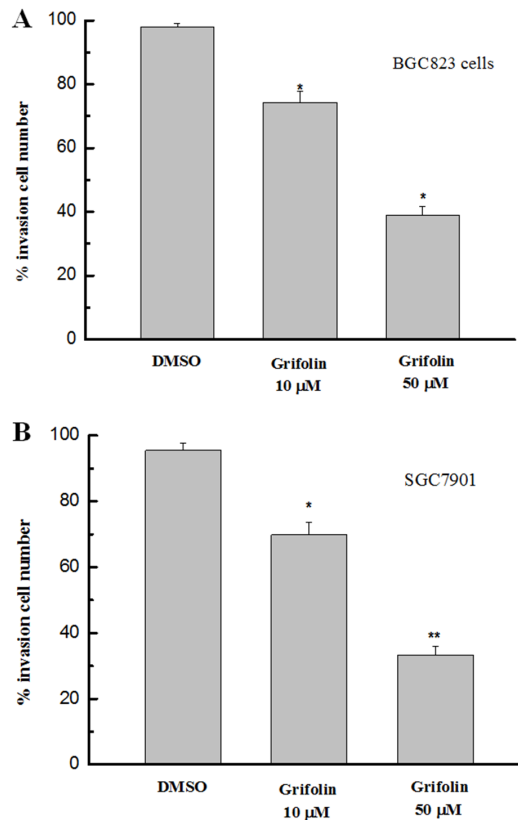 A
100
80
60
40
20
0
% invasion cell number
BGC823 cells
*
*
DMSO
Grifolin
10 μM
Grifolin
50 μM
B
100
80
60
40
20
0
% invasion cell number
SGC7901
*
**
DMSO
Grifolin
10 μM
Grifolin
50 μM